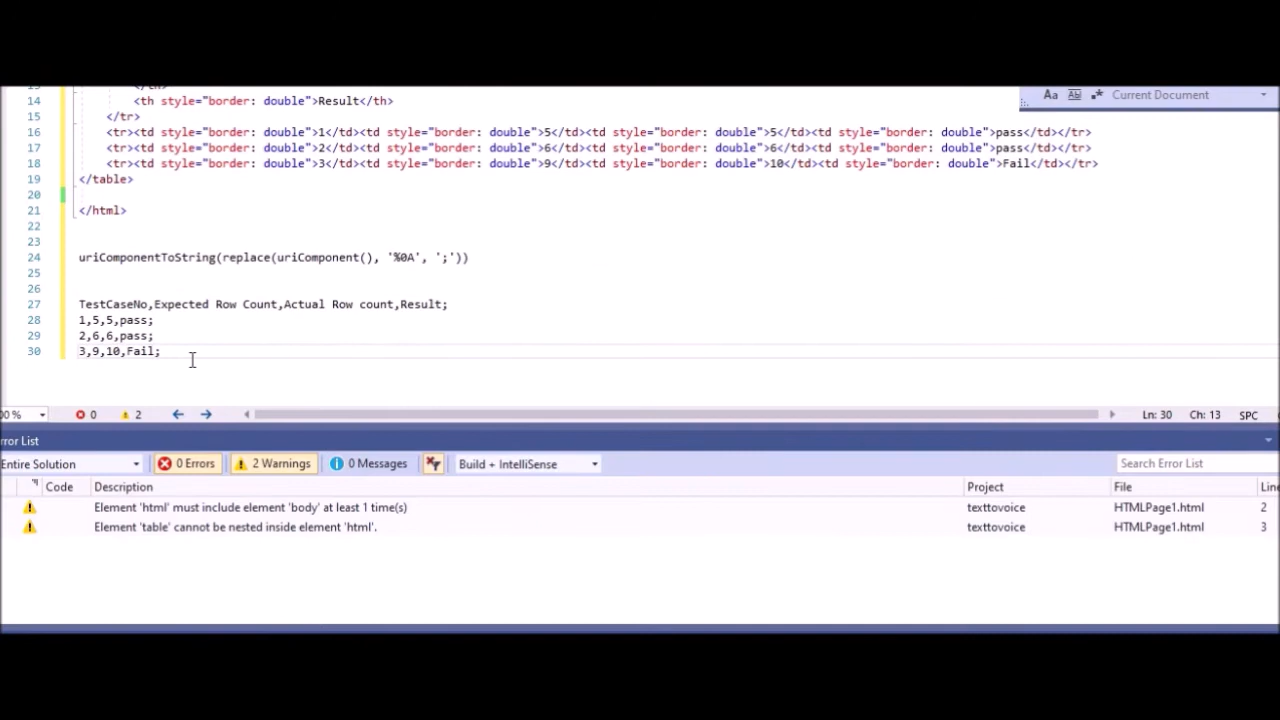 </th>
14 <th style="border: double">Result</th>
Aa Current Document
15 </tr>
16 <tr><td style="border: double">1</td><td style="border: double">5</td><td style="border: double">5</td><td style="border: double">pass</td></tr>
17 <tr><td style="border: double">2</td><td style="border: double">6</td><td style="border: double">6</td><td style="border: double">pass</td></tr>
18 <tr><td style="border: double">3</td><td style="border: double">9</td><td style="border: double">10</td><td style="border: double">Fail</td></tr>
19 </table>
20
21 </html>
22
23
24 uriComponentToString(replace(uriComponent(), '%0A', ';'))
25
26
27 TestCaseNo,Expected Row Count,Actual Row count,Result;
28 1,5,5,pass;
29 2,6,6,pass;
30 3,9,10,Fail;
00 % 0 2 Ln: 30 Ch: 13 SPC
rror List
Entire Solution 0 Errors 2 Warnings 0 Messages Build + IntelliSense Search Error List
Code Description Project File Line
Element 'html' must include element 'body' at least 1 time(s) texttovoice HTMLPage1.html 2
Element 'table' cannot be nested inside element 'html'. texttovoice HTMLPage1.html 3